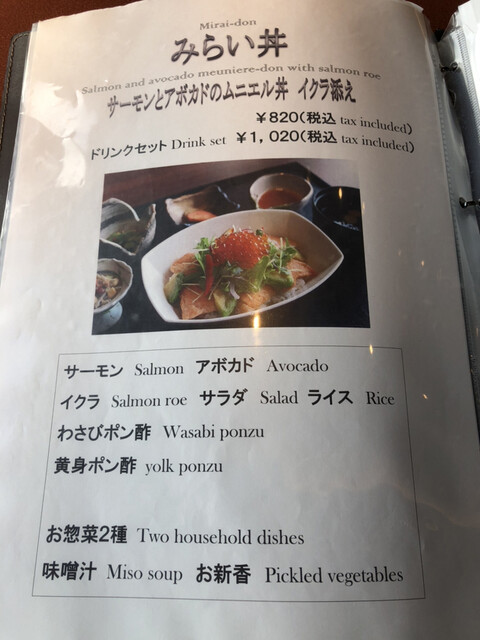 Mirai-don
みらい丼
Salmon and avocado meuniere-don with salmon roe
サーモンとアボカドのムニエル丼　イクラ添え
￥820(税込 tax included)
ドリンクセット Drink set ￥1,020(税込 tax included)
サーモン Salmon アボカド Avocado
イクラ Salmon roe サラダ Salad ライス Rice
わさびポン酢 Wasabi ponzu
黄身ポン酢 yolk ponzu
お惣菜2種 Two household dishes
味噌汁 Miso soup お新香 Pickled vegetables